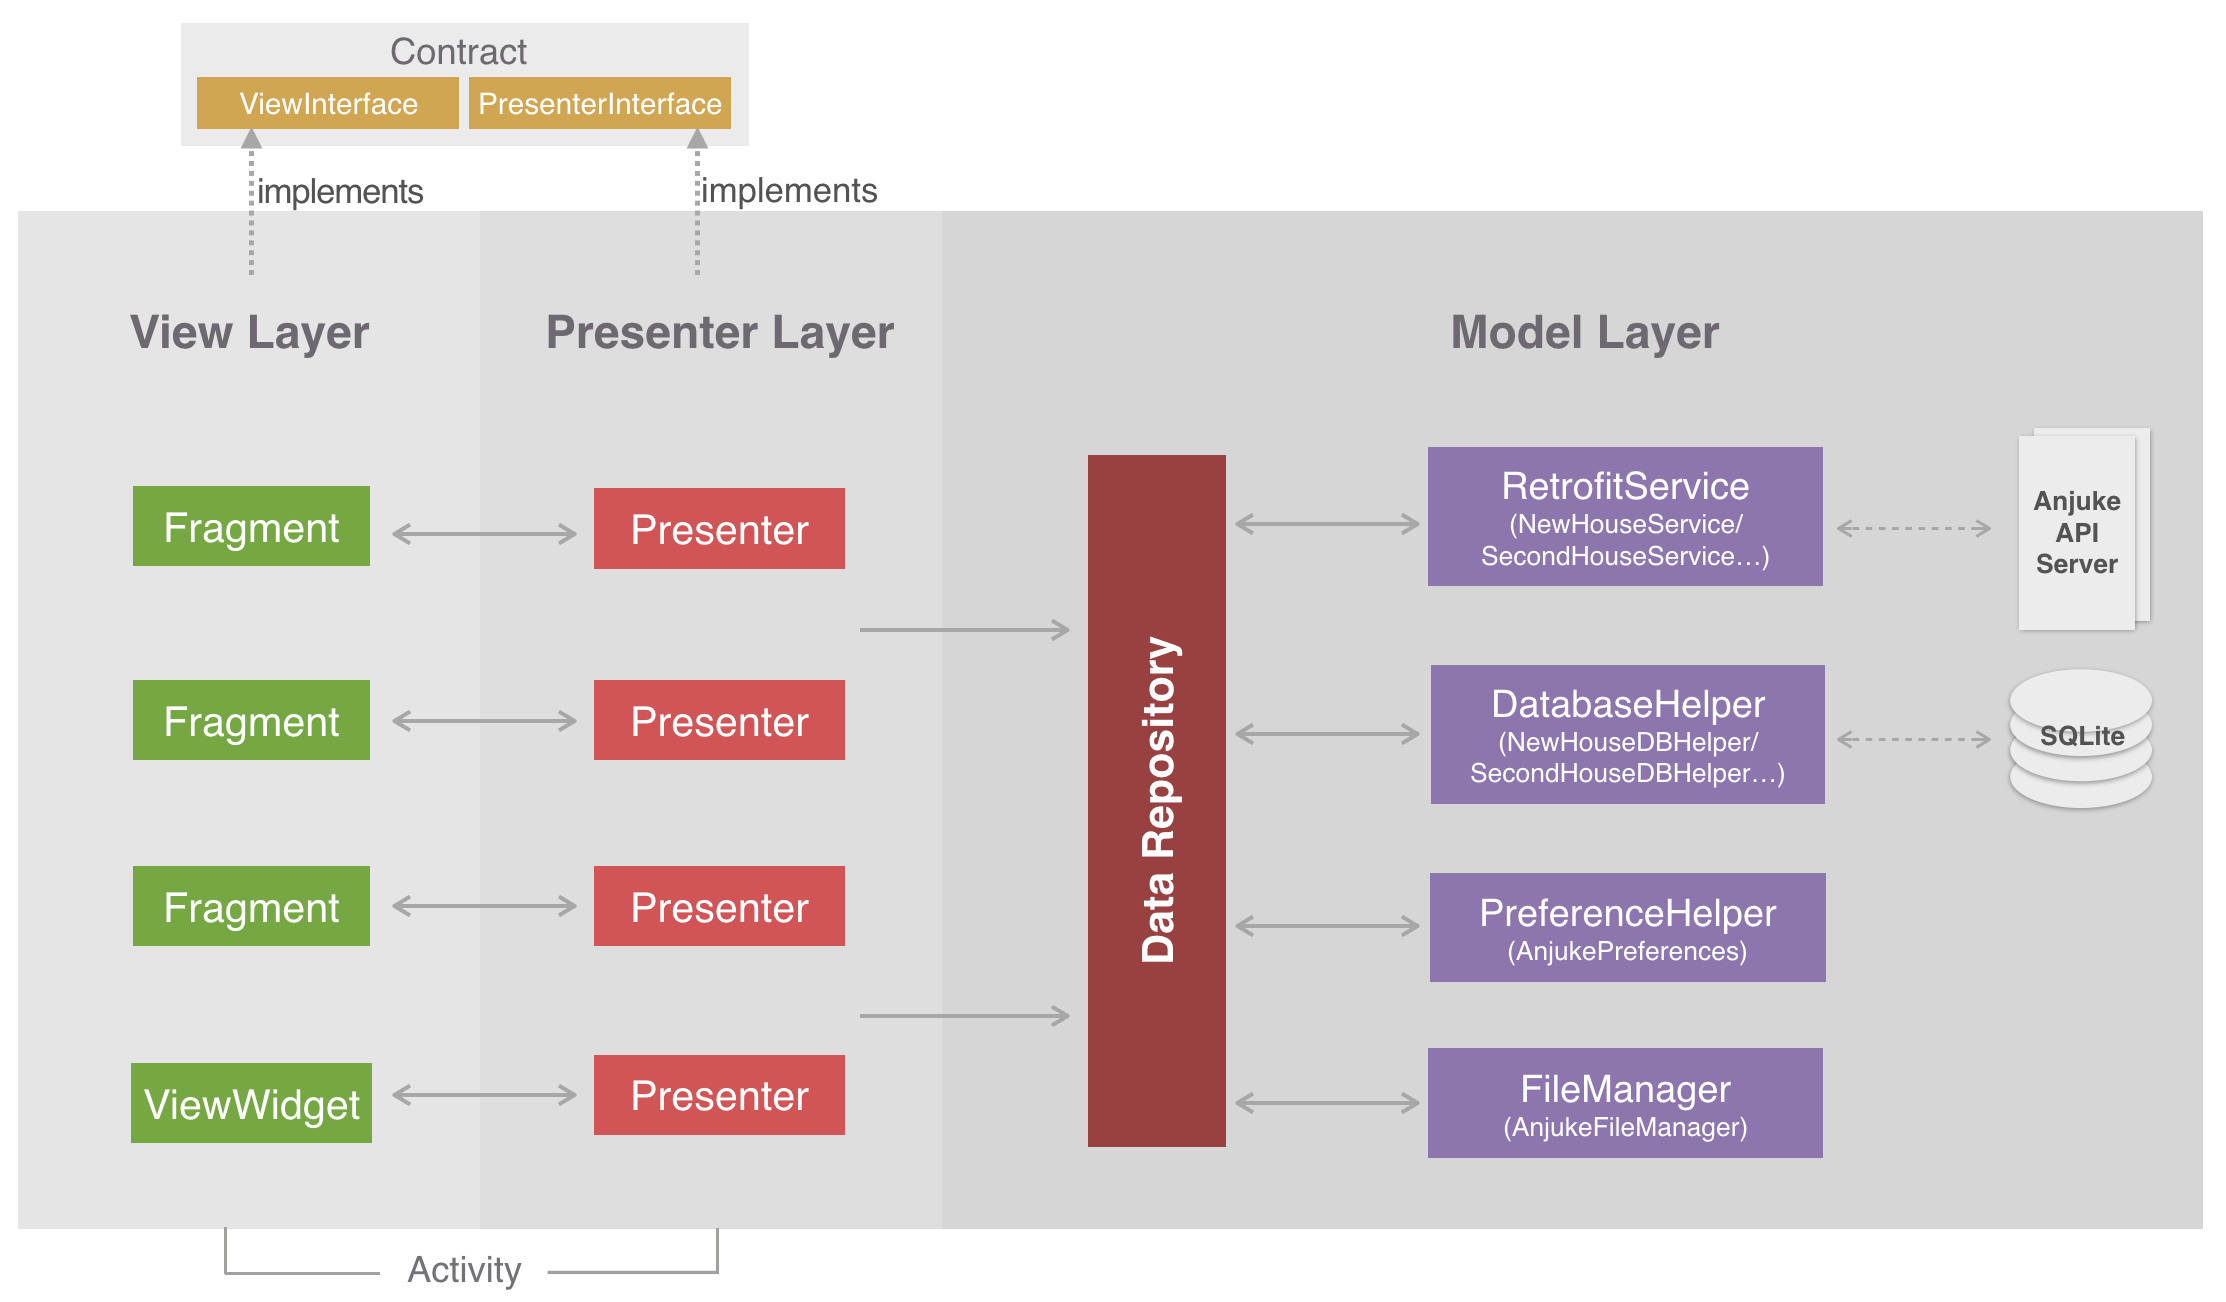 Contract
ViewInterface
PresenterInterface
implements
implements
View Layer
Presenter Layer
Model Layer
Fragment
Presenter
Fragment
Presenter
Fragment
Presenter
ViewWidget
Presenter
Data Repository
RetrofitService
(NewHouseService/
SecondHouseService…)
DatabaseHelper
(NewHouseDBHelper/
SecondHouseDBHelper…)
PreferenceHelper
(AnjukePreferences)
FileManager
(AnjukeFileManager)
Anjuke
API
Server
SQLite
Activity